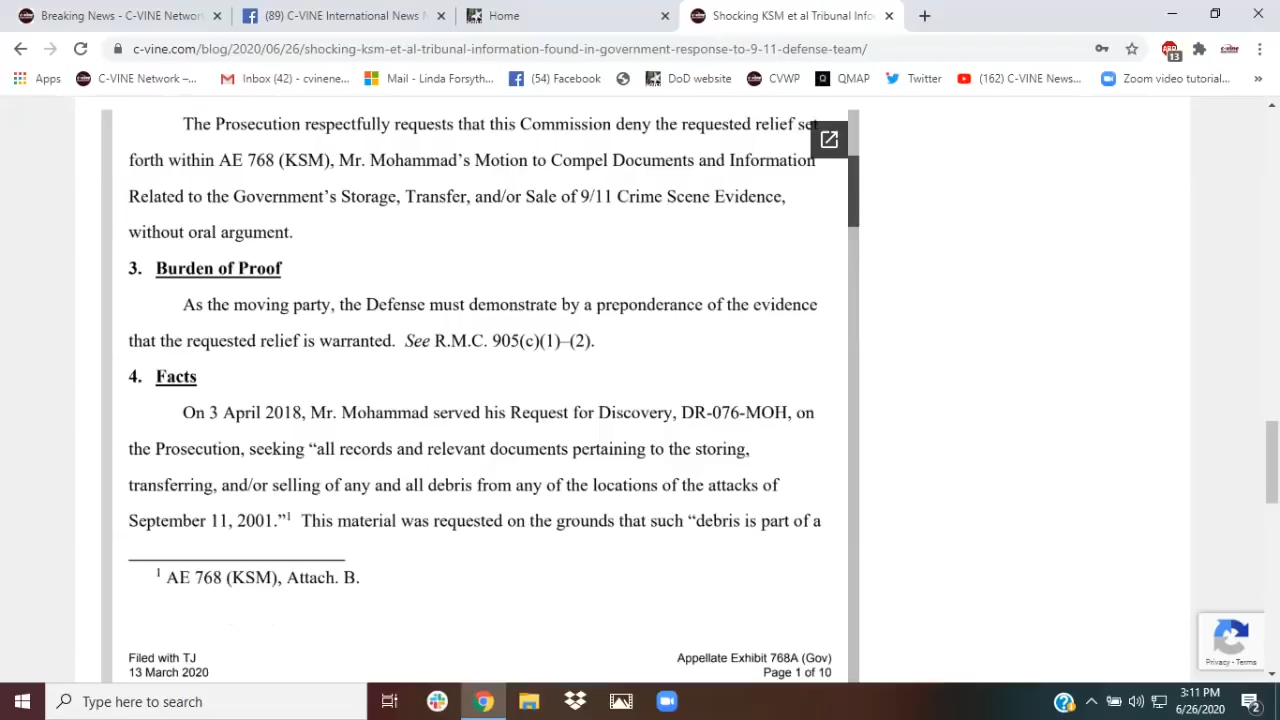 Breaking News - C-VINE Networ
(89) C-VINE International News
Home
Shocking KSM et al Tribunal Info
c-vine.com/blog/2020/06/26/shocking-ksm-et-al-tribunal-information-found-in-government-response-to-9-11-defense-team/
13
Apps
C-VINE Network –...
Inbox (42) - cvinene...
Mail - Linda Forsyth...
(54) Facebook
DoD website
CVWP
QMAP
Twitter
(162) C-VINE News...
Zoom video tutorial...
The Prosecution respectfully requests that this Commission deny the requested relief set
forth within AE 768 (KSM), Mr. Mohammad’s Motion to Compel Documents and Information
Related to the Government’s Storage, Transfer, and/or Sale of 9/11 Crime Scene Evidence,
without oral argument.
3. Burden of Proof
As the moving party, the Defense must demonstrate by a preponderance of the evidence
that the requested relief is warranted. See R.M.C. 905(c)(1)–(2).
4. Facts
On 3 April 2018, Mr. Mohammad served his Request for Discovery, DR-076-MOH, on
the Prosecution, seeking “all records and relevant documents pertaining to the storing,
transferring, and/or selling of any and all debris from any of the locations of the attacks of
September 11, 2001.”1 This material was requested on the grounds that such “debris is part of a
1 AE 768 (KSM), Attach. B.
Filed with TJ
13 March 2020
Appellate Exhibit 768A (Gov)
Page 1 of 10
Privacy - Terms
Type here to search
3:11 PM
6/26/2020
2